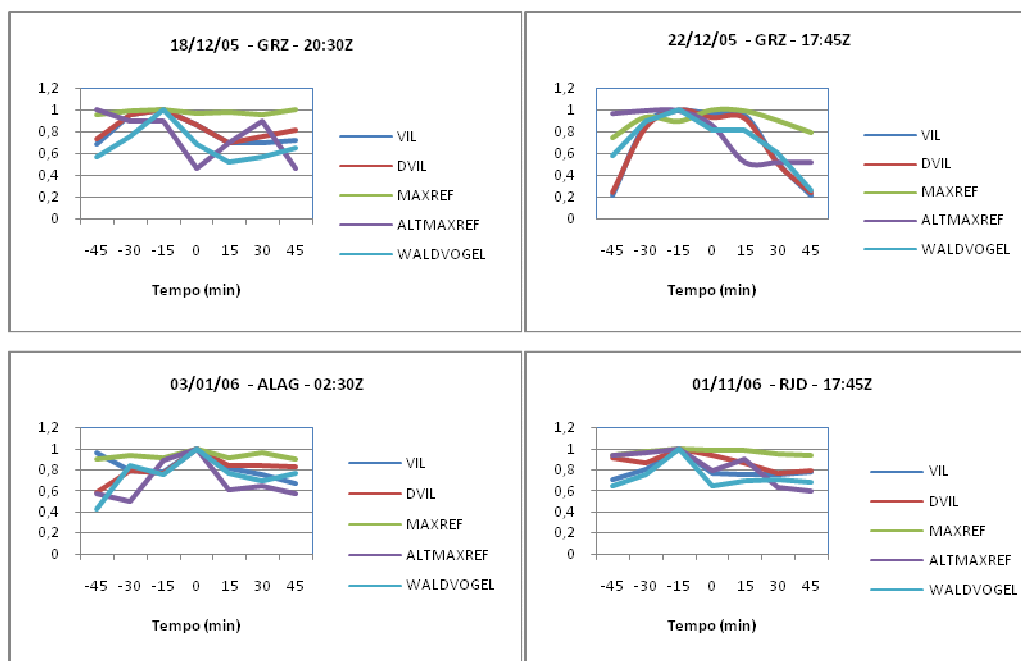 18/12/05 - GRZ - 20:30Z
1,2
1
0,8
0,6
0,4
0,2
0
-45 -30 -15 0 15 30 45
Tempo (min)
VIL
DVIL
MAXREF
ALTMAXREF
WALDVOGEL
22/12/05 - GRZ - 17:45Z
1,2
1
0,8
0,6
0,4
0,2
0
-45 -30 -15 0 15 30 45
Tempo (min)
VIL
DVIL
MAXREF
ALTMAXREF
WALDVOGEL
03/01/06 - ALAG - 02:30Z
1,2
1
0,8
0,6
0,4
0,2
0
-45 -30 -15 0 15 30 45
Tempo (min)
VIL
DVIL
MAXREF
ALTMAXREF
WALDVOGEL
01/11/06 - RJD - 17:45Z
1,2
1
0,8
0,6
0,4
0,2
0
-45 -30 -15 0 15 30 45
Tempo (min)
VIL
DVIL
MAXREF
ALTMAXREF
WALDVOGEL